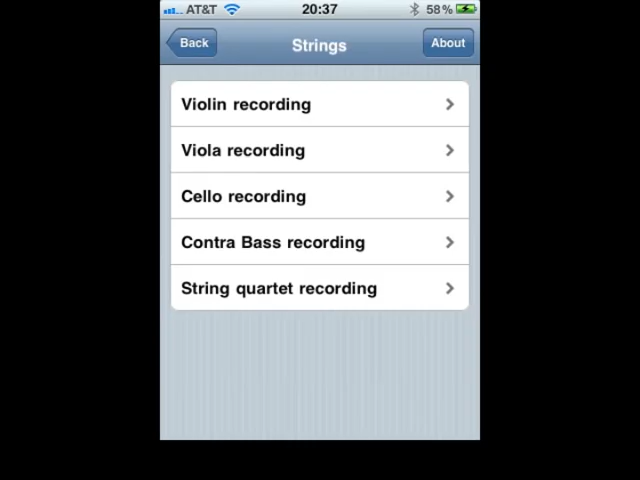 AT&T 20:37 58%
Back Strings About
Violin recording
Viola recording
Cello recording
Contra Bass recording
String quartet recording